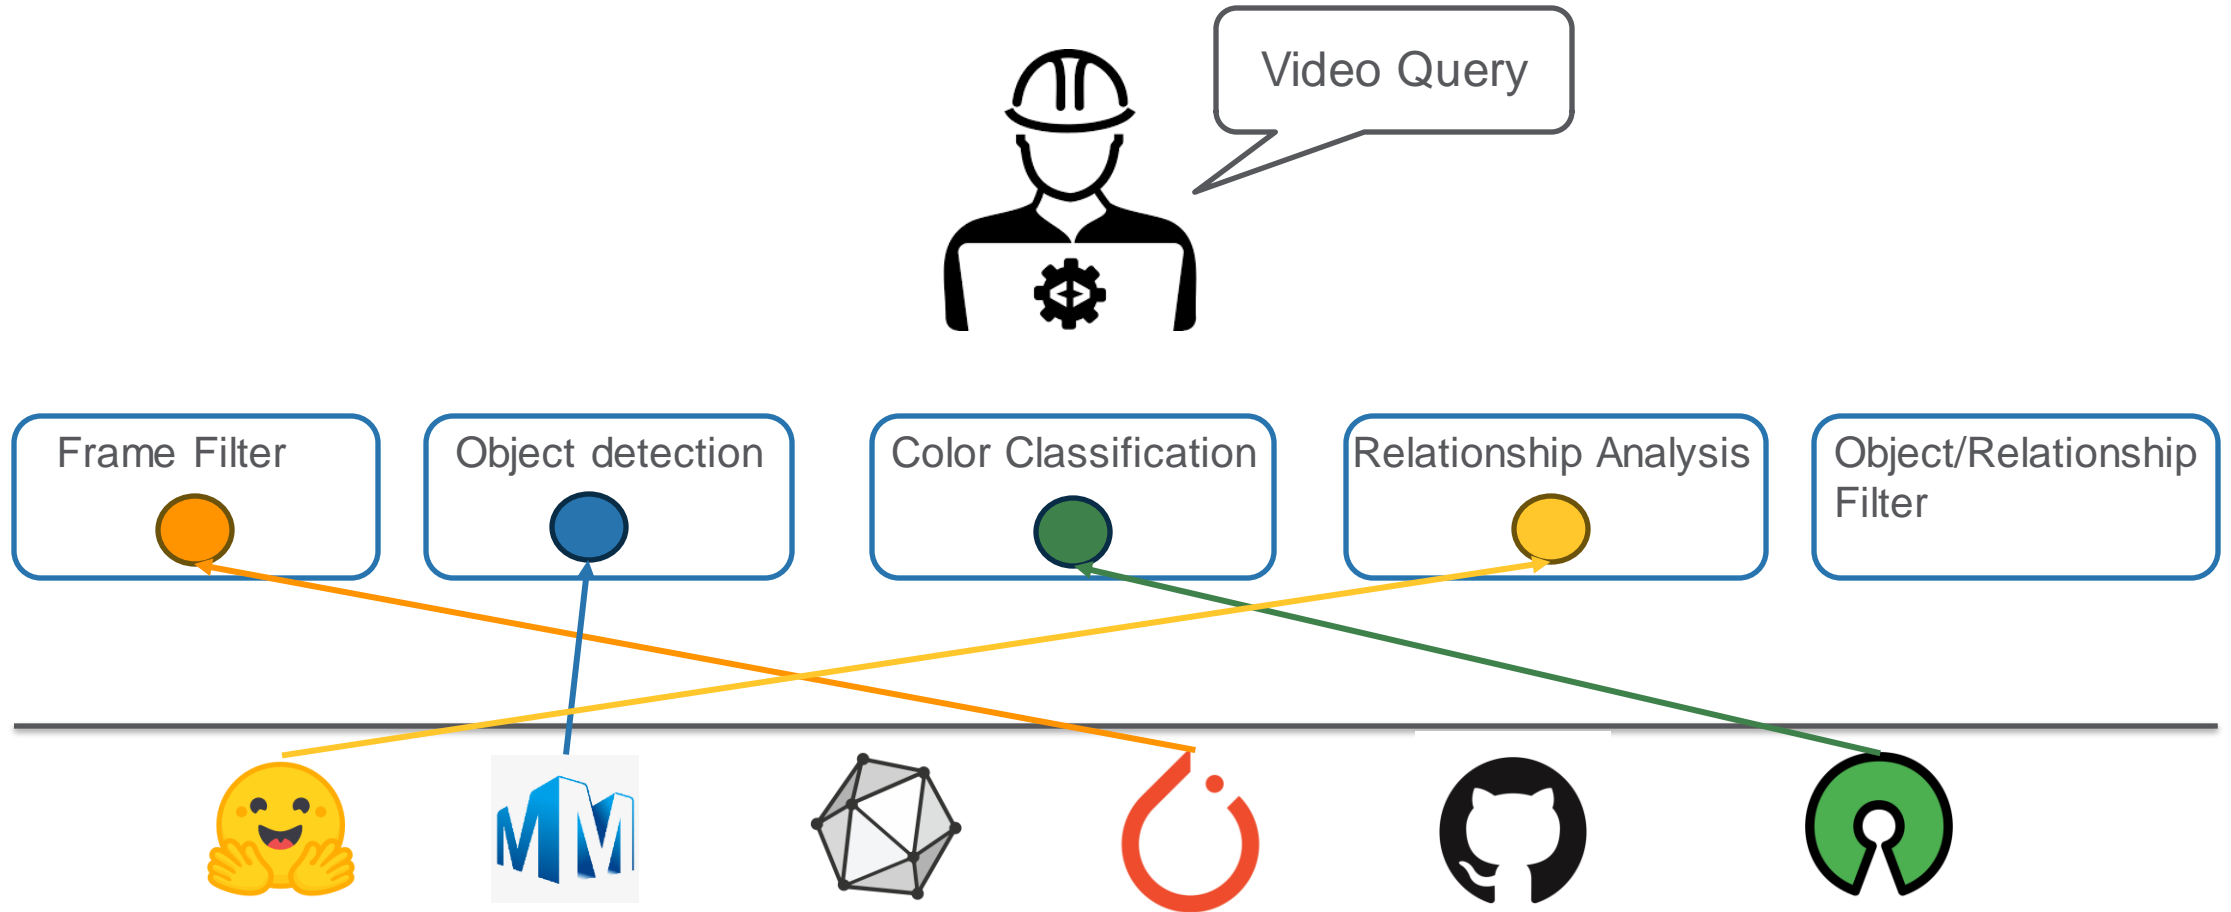 Video Query
Frame Filter
Object detection
Color Classification
Relationship Analysis
Object/Relationship
Filter
MM